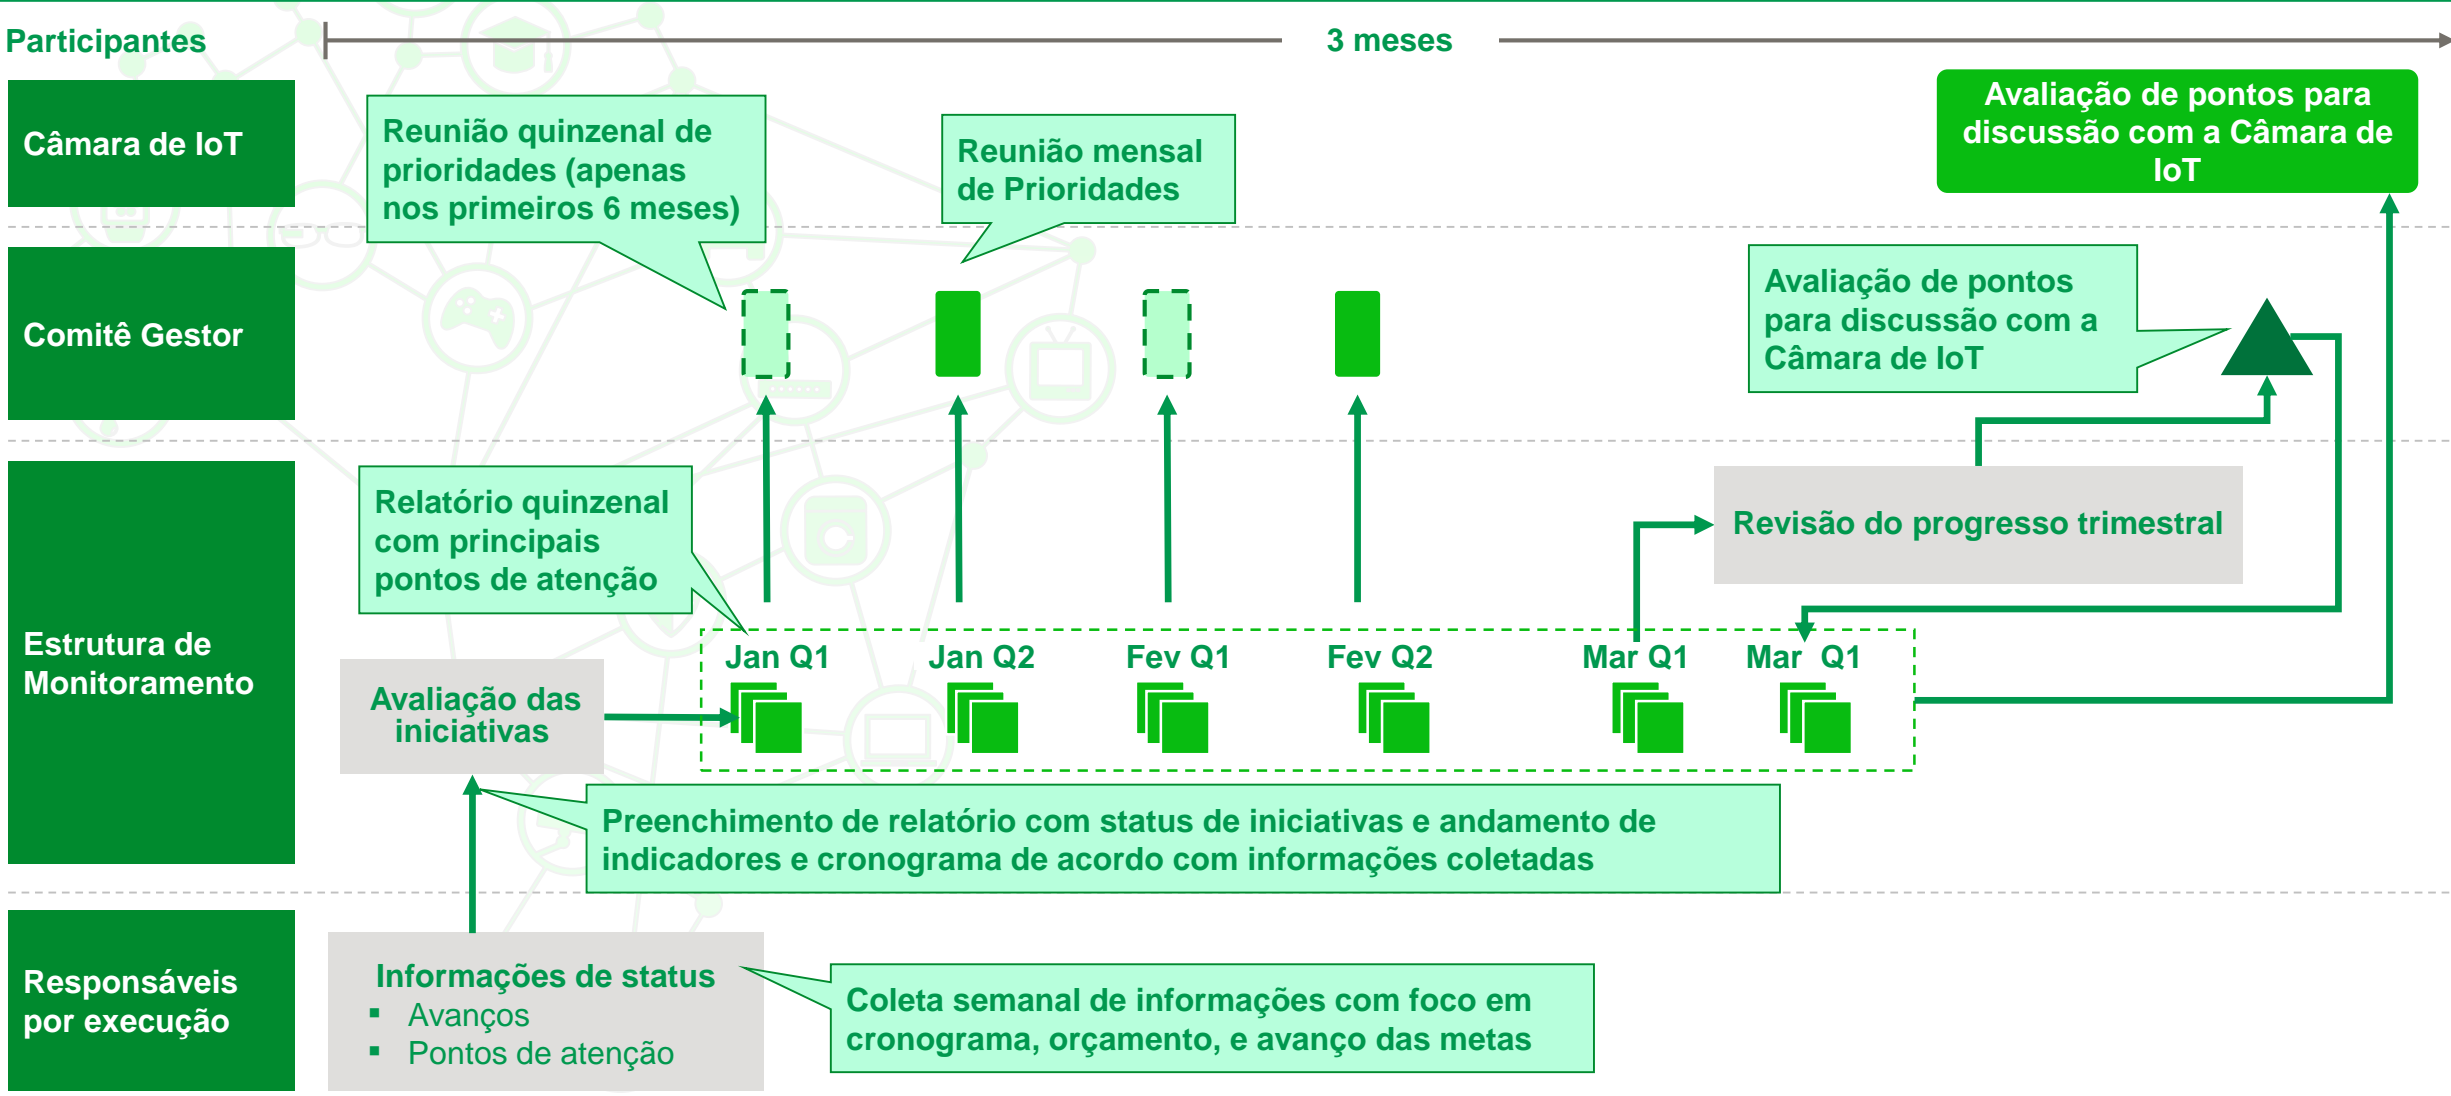 Participantes
3 meses
Câmara de IoT
Reunião quinzenal de
prioridades (apenas
nos primeiros 6 meses)
Reunião mensal
de Prioridades
Avaliação de pontos para
discussão com a Câmara de
IoT
Comitê Gestor
Avaliação de pontos
para discussão com a
Câmara de IoT
Estrutura de
Monitoramento
Relatório quinzenal
com principais
pontos de atenção
Revisão do progresso trimestral
Jan Q1
Jan Q2
Fev Q1
Fev Q2
Mar Q1
Mar  Q1
Avaliação das
iniciativas
Preenchimento de relatório com status de iniciativas e andamento de
indicadores e cronograma de acordo com informações coletadas
Responsáveis
por execução
Informações de status
▪ Avanços
▪ Pontos de atenção
Coleta semanal de informações com foco em
cronograma, orçamento, e avanço das metas